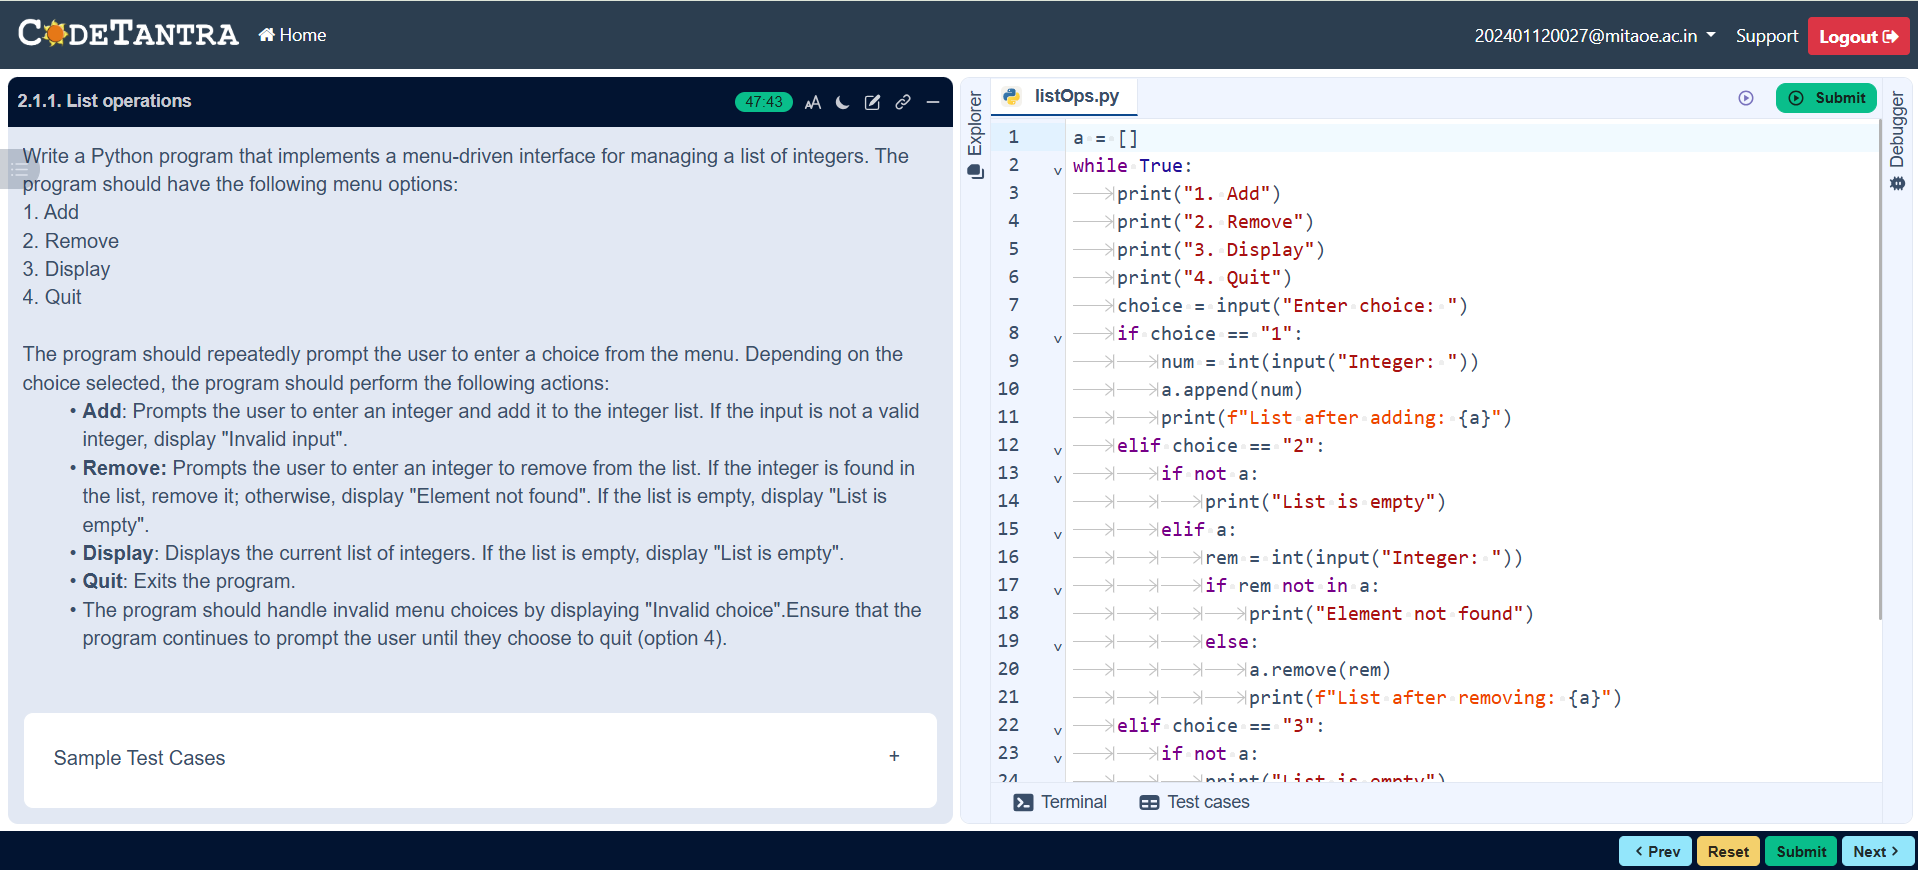 CODETANTRA Home 202401120027@mitaoe.ac.in Support Logout
2.1.1. List operations 47:43 AA
Write a Python program that implements a menu-driven interface for managing a list of integers. The
program should have the following menu options:
1. Add
2. Remove
3. Display
4. Quit
The program should repeatedly prompt the user to enter a choice from the menu. Depending on the
choice selected, the program should perform the following actions:
• Add: Prompts the user to enter an integer and add it to the integer list. If the input is not a valid
integer, display "Invalid input".
• Remove: Prompts the user to enter an integer to remove from the list. If the integer is found in
the list, remove it; otherwise, display "Element not found". If the list is empty, display "List is
empty".
• Display: Displays the current list of integers. If the list is empty, display "List is empty".
• Quit: Exits the program.
• The program should handle invalid menu choices by displaying "Invalid choice".Ensure that the
program continues to prompt the user until they choose to quit (option 4).
Sample Test Cases +
Explorer
listOps.py
Submit
Debugger
1 a = []
2 while True:
3 print("1. Add")
4 print("2. Remove")
5 print("3. Display")
6 print("4. Quit")
7 choice = input("Enter choice: ")
8 if choice == "1":
9 num = int(input("Integer: "))
10 a.append(num)
11 print(f"List after adding: {a}")
12 elif choice == "2":
13 if not a:
14 print("List is empty")
15 elif a:
16 rem = int(input("Integer: "))
17 if rem not in a:
18 print("Element not found")
19 else:
20 a.remove(rem)
21 print(f"List after removing: {a}")
22 elif choice == "3":
23 if not a:
24 print("List is empty")
Terminal Test cases
< Prev Reset Submit Next >